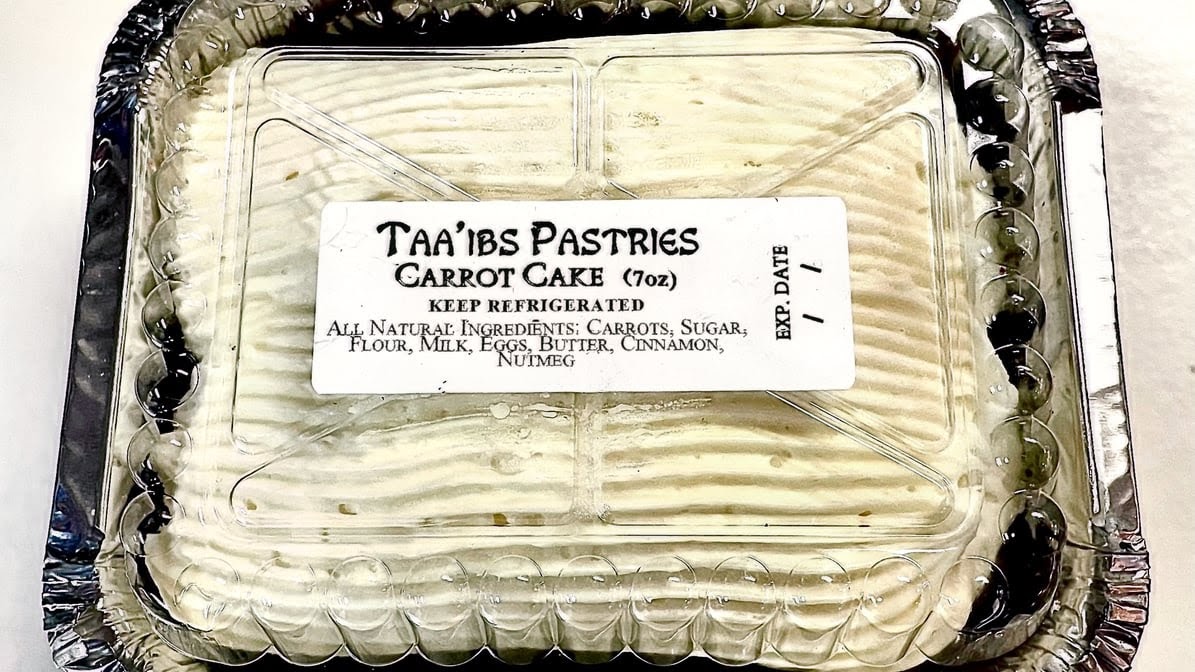 TAA'IBS PASTRIES
CARROT CAKE (7oz)
KEEP REFRIGERATED
ALL NATURAL INGREDIENTS: CARROTS, SUGAR,
FLOUR, MILK, EGGS, BUTTER, CINNAMON,
NUTMEG
EXP. DATE
/ /